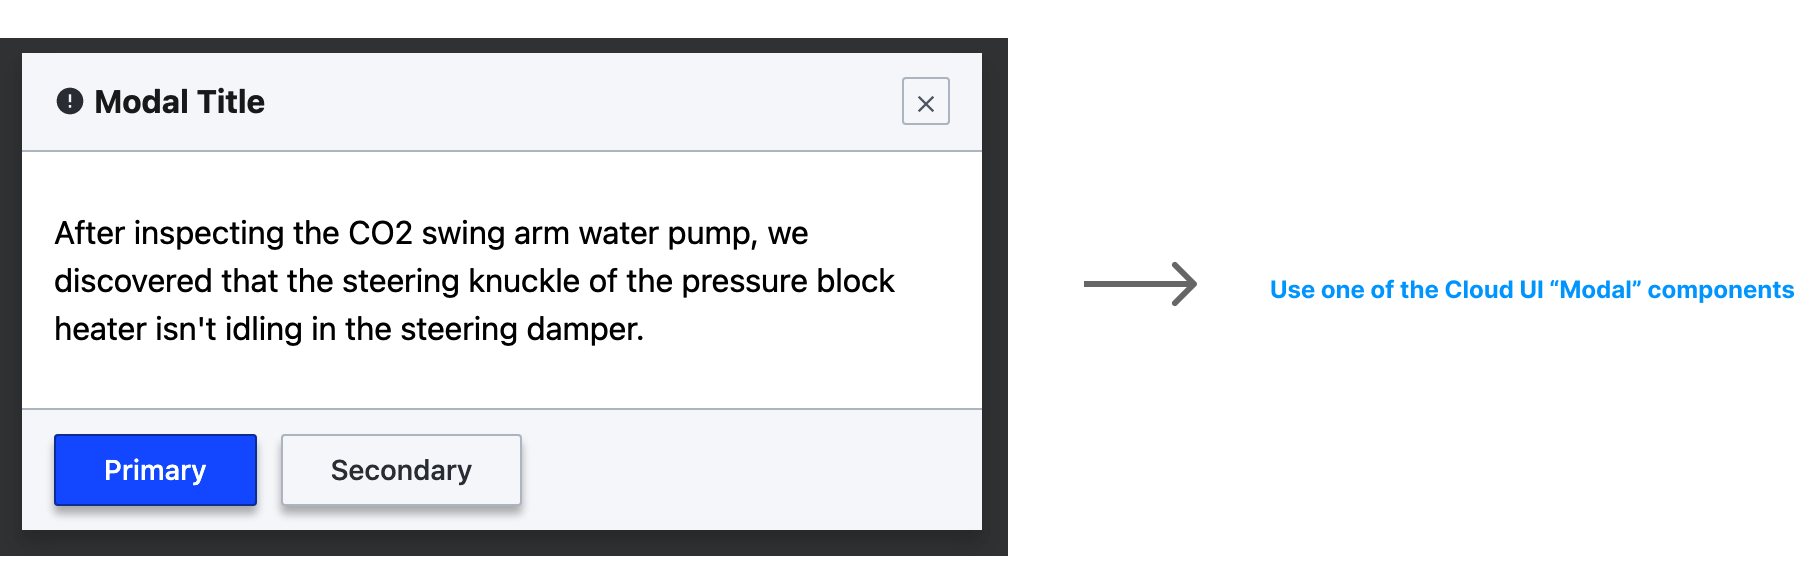 Modal Title
After inspecting the CO2 swing arm water pump, we
discovered that the steering knuckle of the pressure block
heater isn't idling in the steering damper.
Primary
Secondary
Use one of the Cloud UI “Modal” components